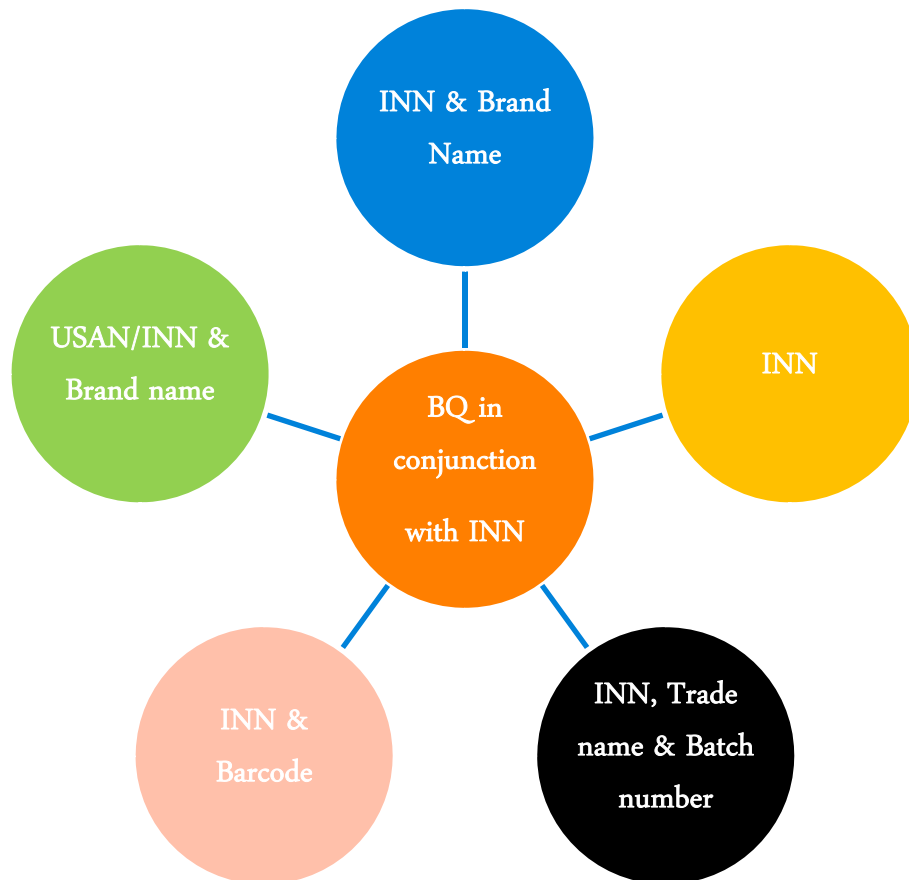 INN & Brand
Name
USAN/INN &
Brand name
INN
BQ in
conjunction
with INN
INN &
Barcode
INN, Trade
name & Batch
number